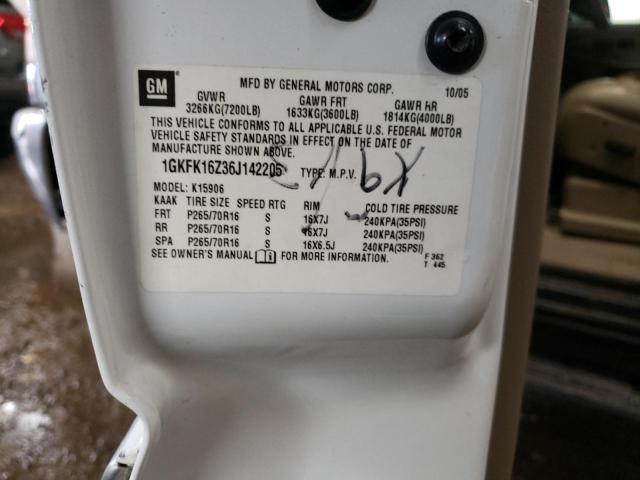 GM
MFD BY GENERAL MOTORS CORP. 10/05
GVWR GAWR FRT GAWR RR
3266KG(7200LB) 1633KG(3600LB) 1814KG(4000LB)
THIS VEHICLE CONFORMS TO ALL APPLICABLE U.S. FEDERAL MOTOR
VEHICLE SAFETY STANDARDS IN EFFECT ON THE DATE OF
MANUFACTURE SHOWN ABOVE.
1GKFK16Z36J142205 TYPE: M.P.V.
MODEL: K15906
KAAK TIRE SIZE SPEED RTG RIM COLD TIRE PRESSURE
FRT P265/70R16 S 16X7J 240KPA(35PSI)
RR P265/70R16 S 16X7J 240KPA(35PSI)
SPA P265/70R16 S 16X6.5J 240KPA(35PSI)
SEE OWNER'S MANUAL FOR MORE INFORMATION.
F 362
T 445